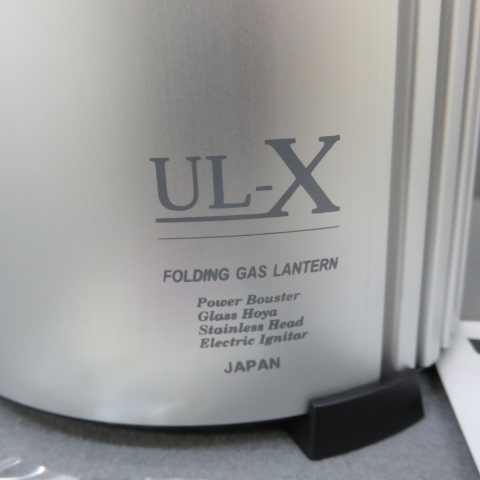 UL-X
FOLDING GAS LANTERN
Power Bouster
Glass Hoya
Stainless Head
Electric Ignitar
JAPAN